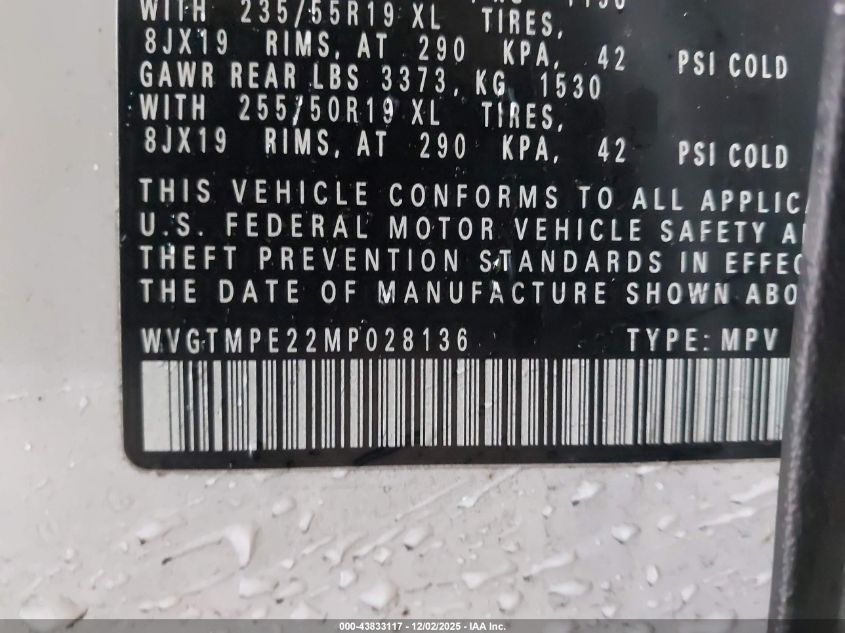 WITH 235/55R19 XL TIRES,
8JX19 RIMS, AT 290 KPA, 42 PSI COLD
GAWR REAR LBS 3373, KG 1530
WITH 255/50R19 XL TIRES,
8JX19 RIMS, AT 290 KPA, 42 PSI COLD
THIS VEHICLE CONFORMS TO ALL
U.S. FEDERAL MOTOR VEHICLE SAFETY
THEFT PREVENTION STANDARDS IN
THE DATE OF MANUFACTURE SHOWN
WVGTMPE22MP028136 TYPE: MPV
000-43833117 - 12/02/2025 - IAA Inc.